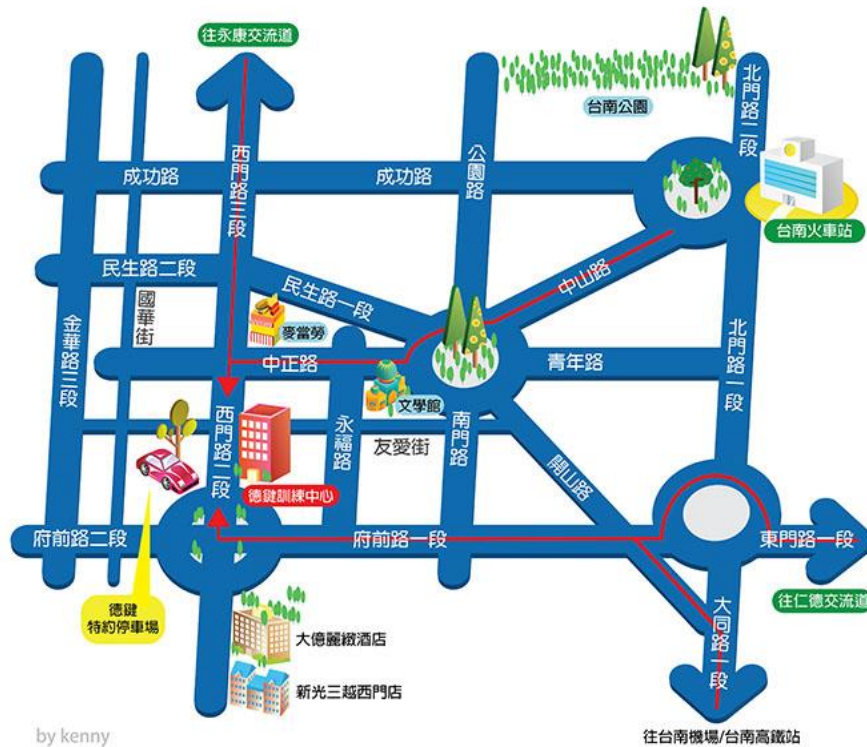 往永康交流道
台南公園
北門路二段
西門路三段
公園路
成功路
成功路
台南火車站
民生路二段
民生路一段
中山路
國華街
金華路三段
麥當勞
中正路
青年路
北門路一段
文學館
西門路二段
永福路
友愛街
南門路
開山路
德鍵訓練中心
府前路二段
府前路一段
東門路一段
往仁德交流道
德鍵
特約停車場
大同路一段
大億麗緻酒店
新光三越西門店
往台南機場/台南高鐵站
by kenny